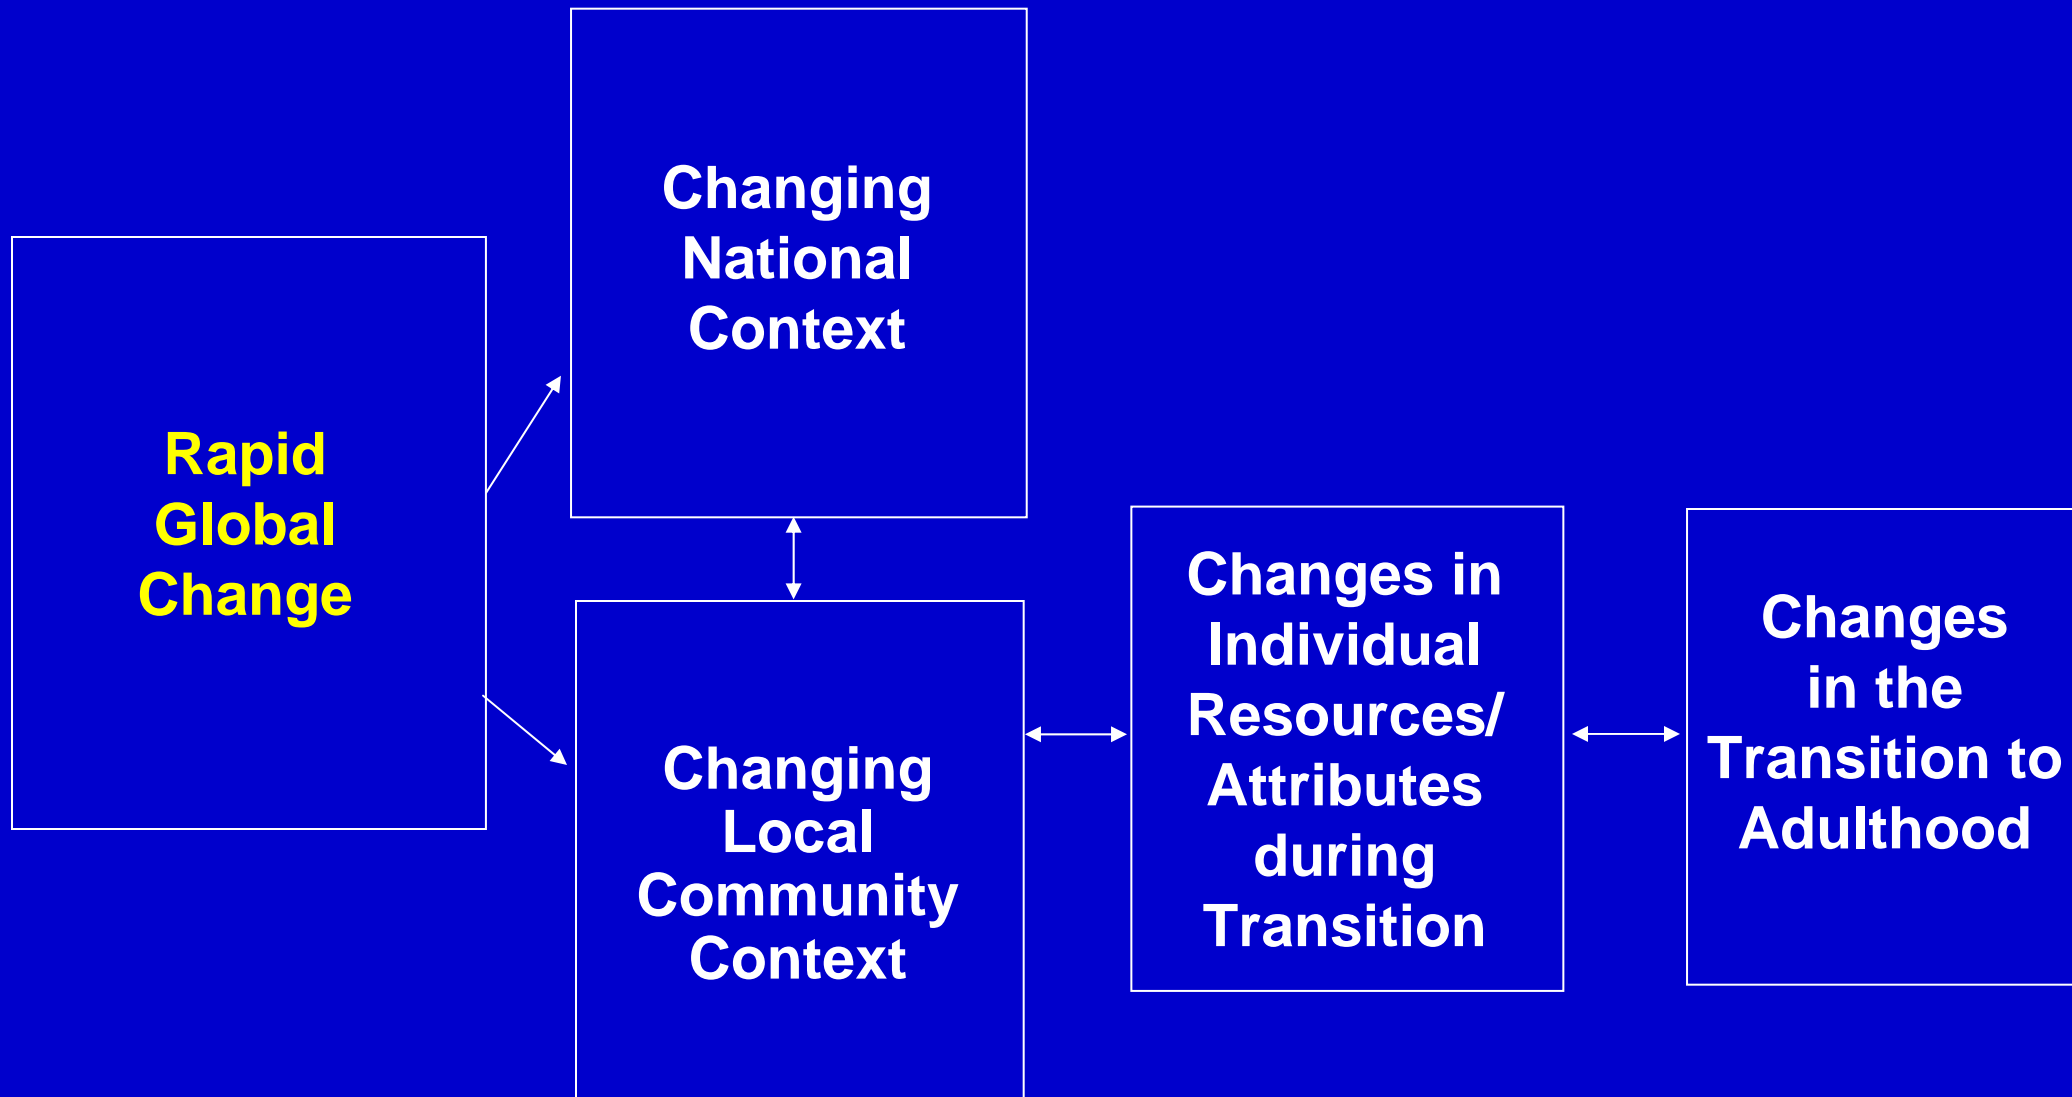 Rapid
Global
Change
Changing
National
Context
Changing
Local
Community
Context
Changes in
Individual
Resources/
Attributes
during
Transition
Changes
in the
Transition to
Adulthood